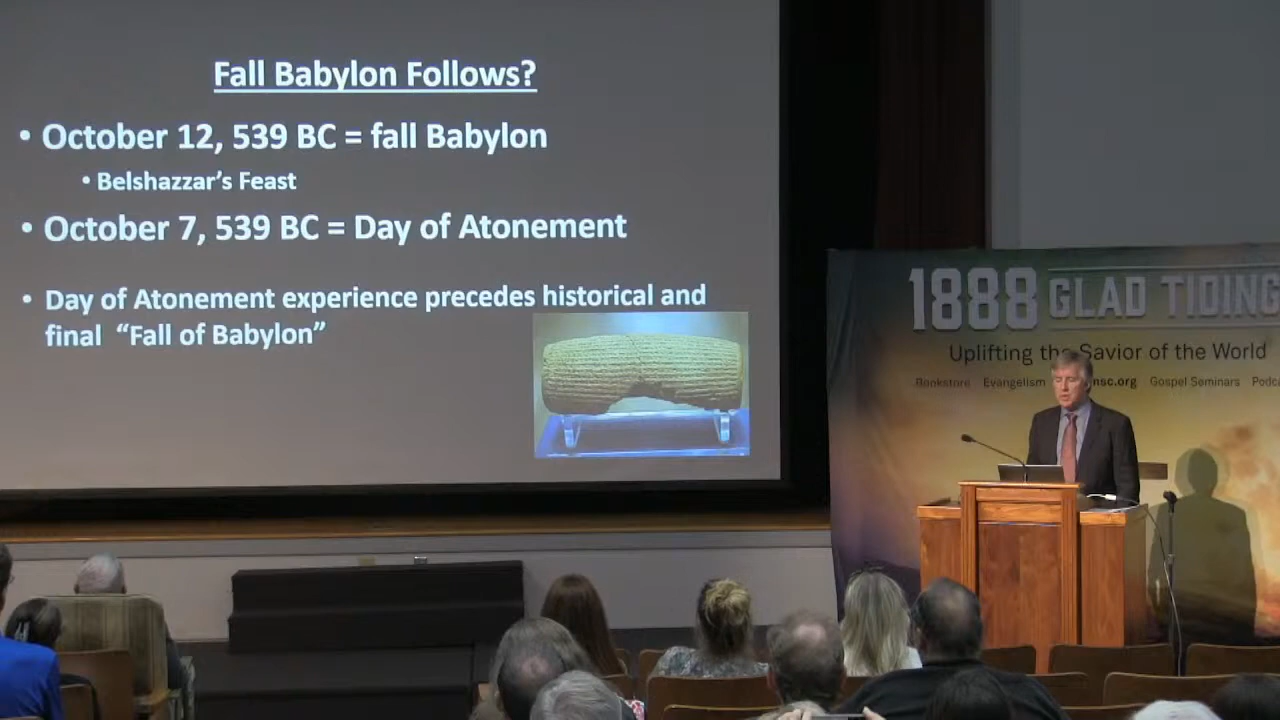 Fall Babylon Follows?
• October 12, 539 BC = fall Babylon
• Belshazzar's Feast
• October 7, 539 BC = Day of Atonement
• Day of Atonement experience precedes historical and
final "Fall of Babylon"
1888 GLAD TIDING
Uplifting the Savior of the World
Bookstore Evangelism nsc.org Gospel Seminars Podca